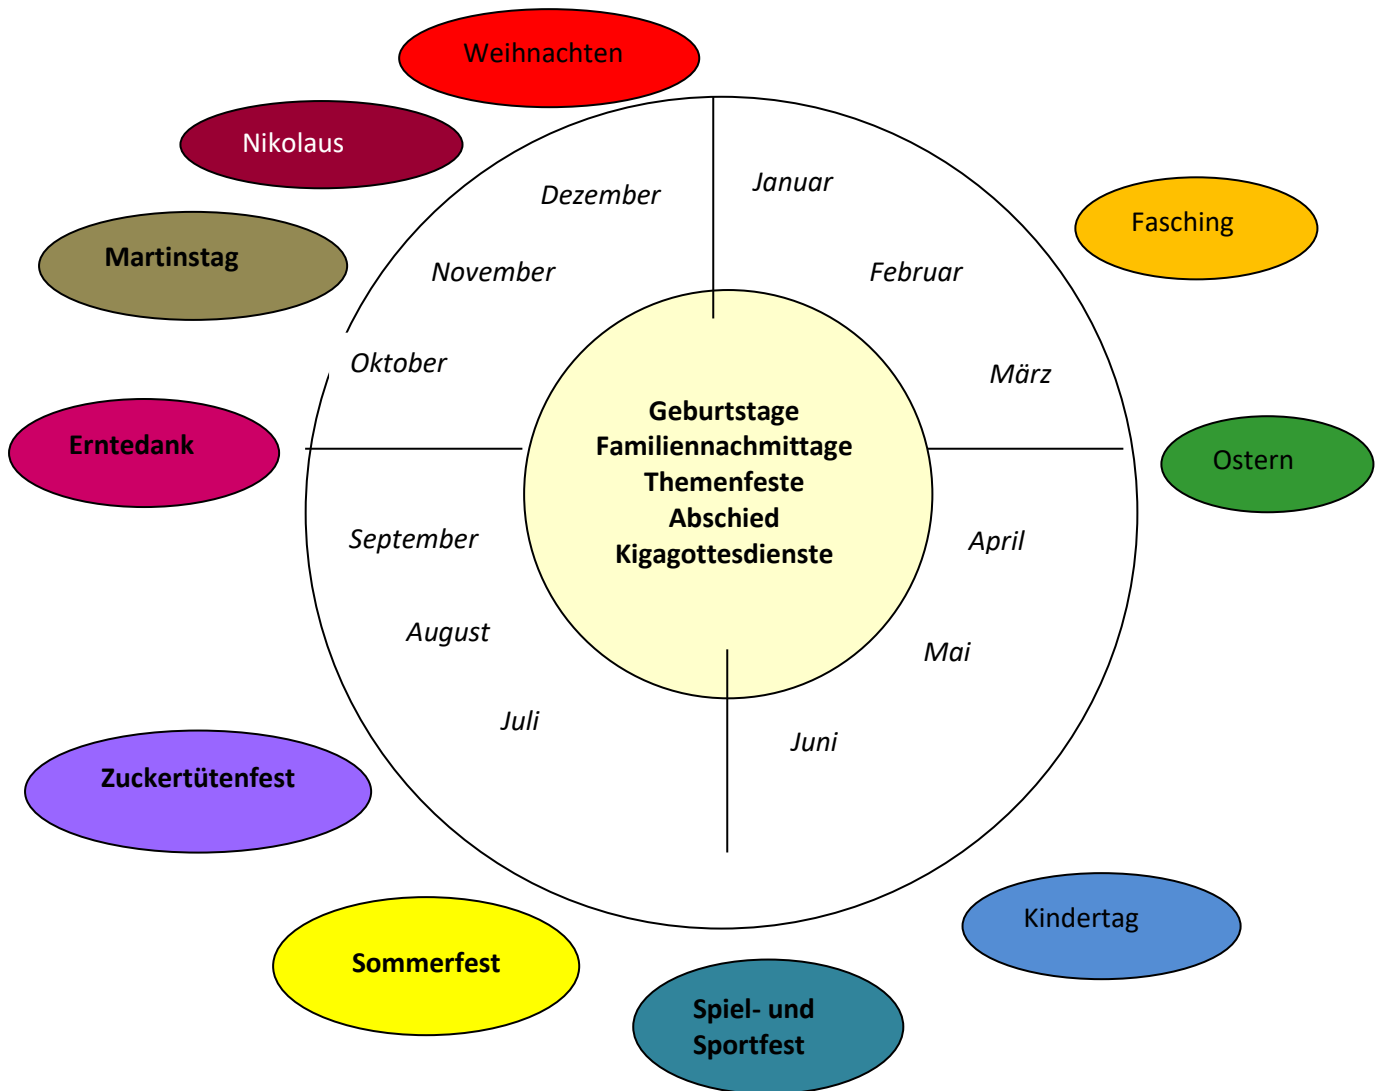 Weihnachten
Nikolaus
Januar
Dezember
Fasching
Martinstag
November
Februar
Oktober
März
Geburtstage
Familiennachmittage
Themenfeste
Abschied
Kigagottesdienste
Erntedank
Ostern
September
April
August
Mai
Juli
Juni
Zuckertütenfest
Kindertag
Sommerfest
Spiel- und
Sportfest